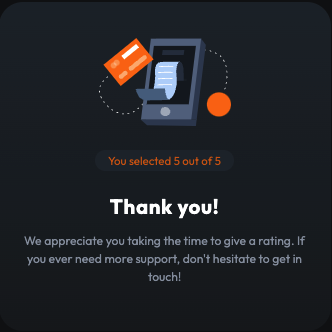 You selected 5 out of 5
Thank you!
We appreciate you taking the time to give a rating. If
you ever need more support, don't hesitate to get in
touch!